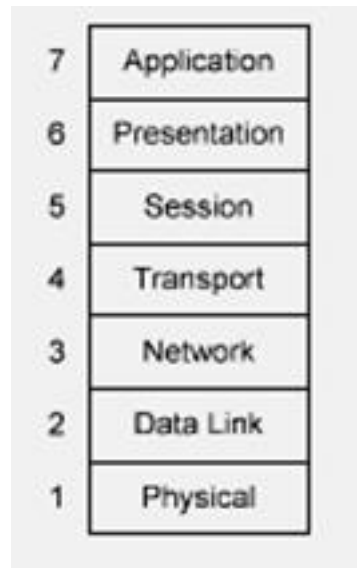 7 Application
6 Presentation
5 Session
4 Transport
3 Network
2 Data Link
1 Physical